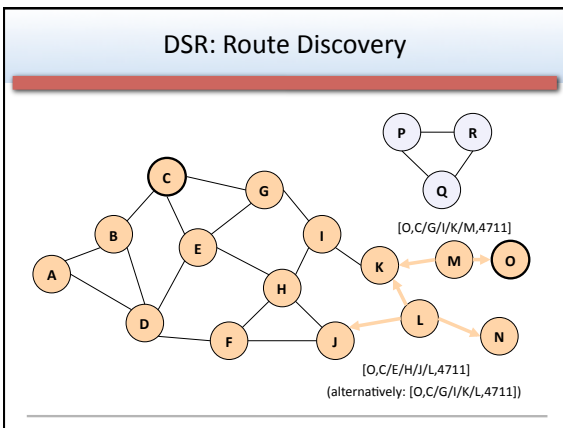 DSR: Route Discovery
P
R
C
G
Q
[O,C/G/I/K/M,4711]
B
I
E
M
O
K
A
H
L
D
N
F
J
[O,C/E/H/J/L,4711]
(alternatively: [O,C/G/I/K/L,4711])